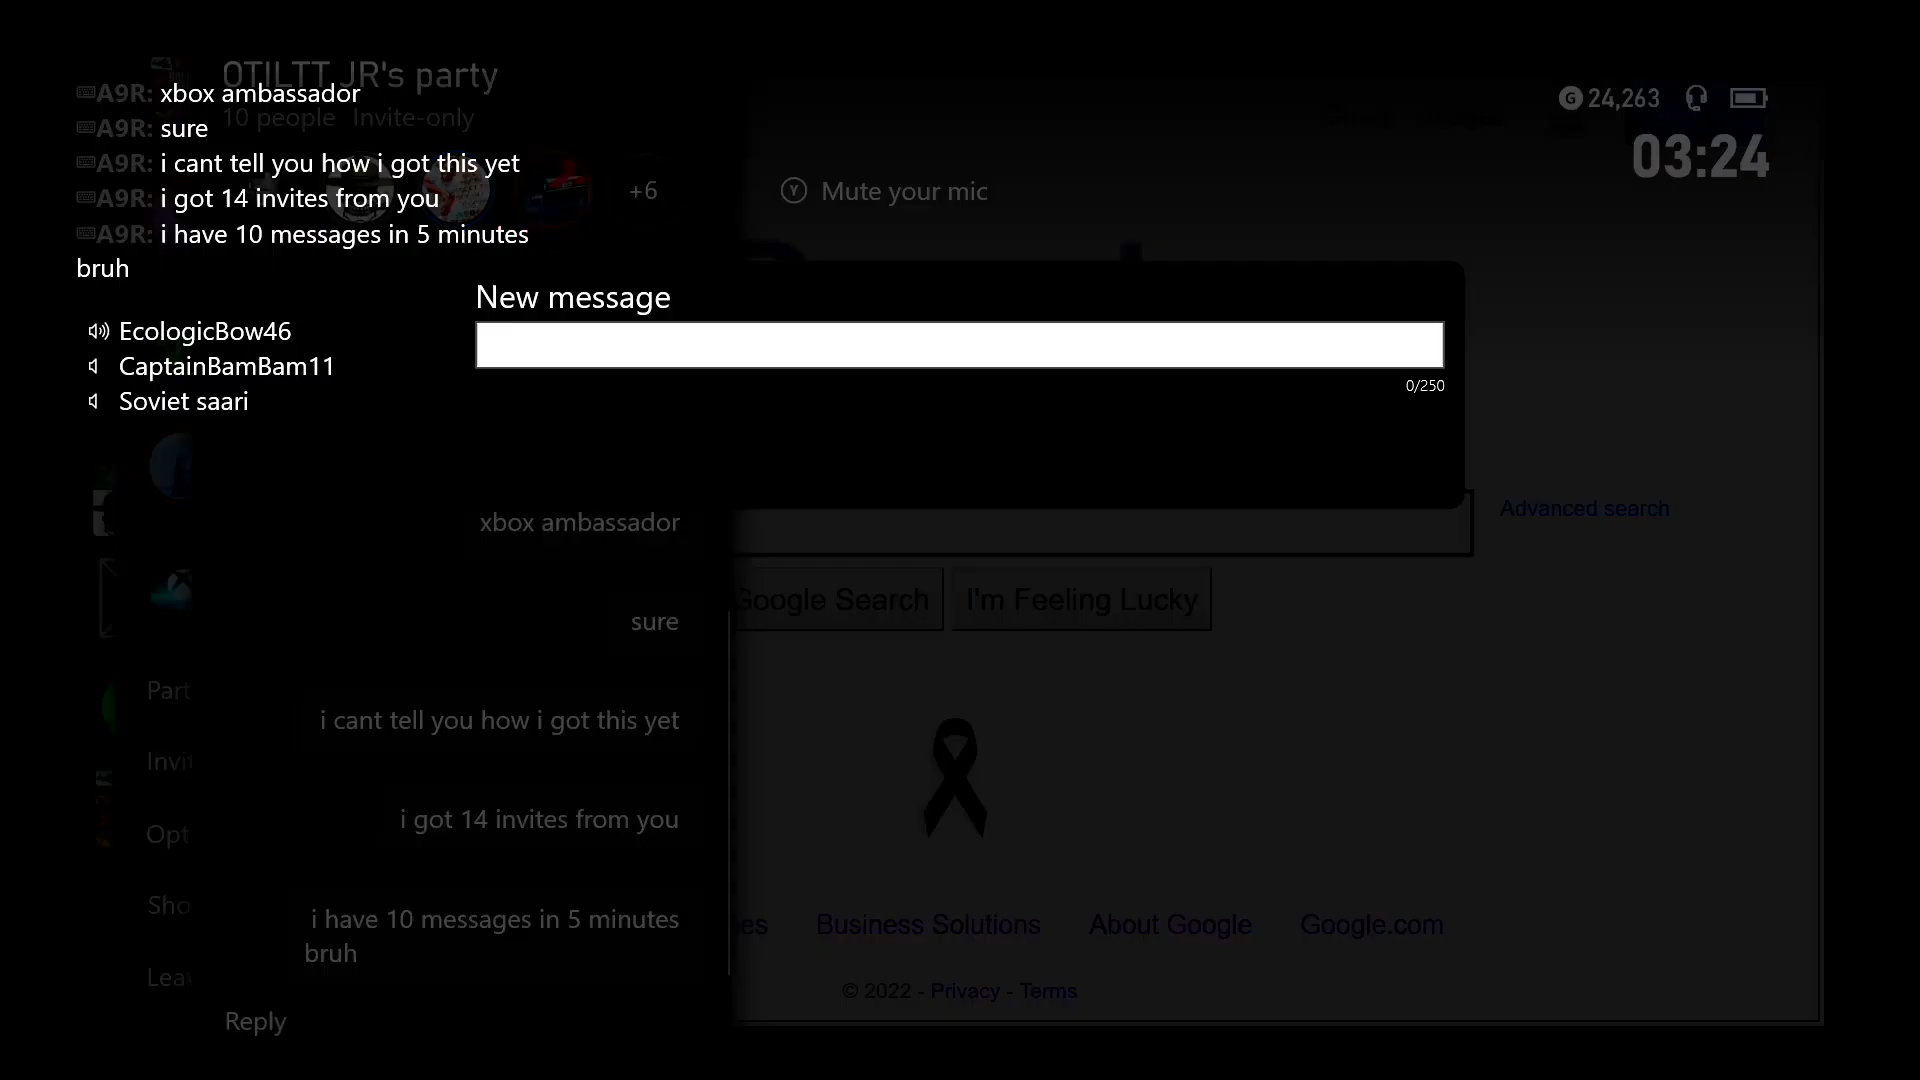 OTILTT JR's party
A9R: xbox ambassador
10 people Invite-only
A9R: sure
A9R: i cant tell you how i got this yet
A9R: i got 14 invites from you
A9R: i have 10 messages in 5 minutes
bruh
+6
Mute your mic
24,263
03:24
New message
0/250
EcologicBow46
CaptainBamBam11
Soviet saari
xbox ambassador
sure
i cant tell you how i got this yet
i got 14 invites from you
i have 10 messages in 5 minutes
bruh
Part
Invit
Opt
Sho
Lea
Reply
Advanced search
Google Search
I'm Feeling Lucky
es Business Solutions About Google Google.com
© 2022 - Privacy - Terms